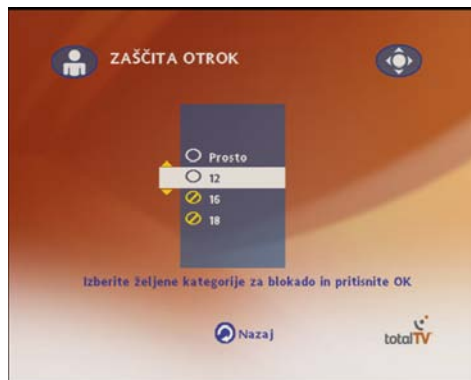 ZAŠČITA OTROK
Prosto
12
16
18
Izberite željene kategorije za blokado in pritisnite OK
Nazaj
totalTV